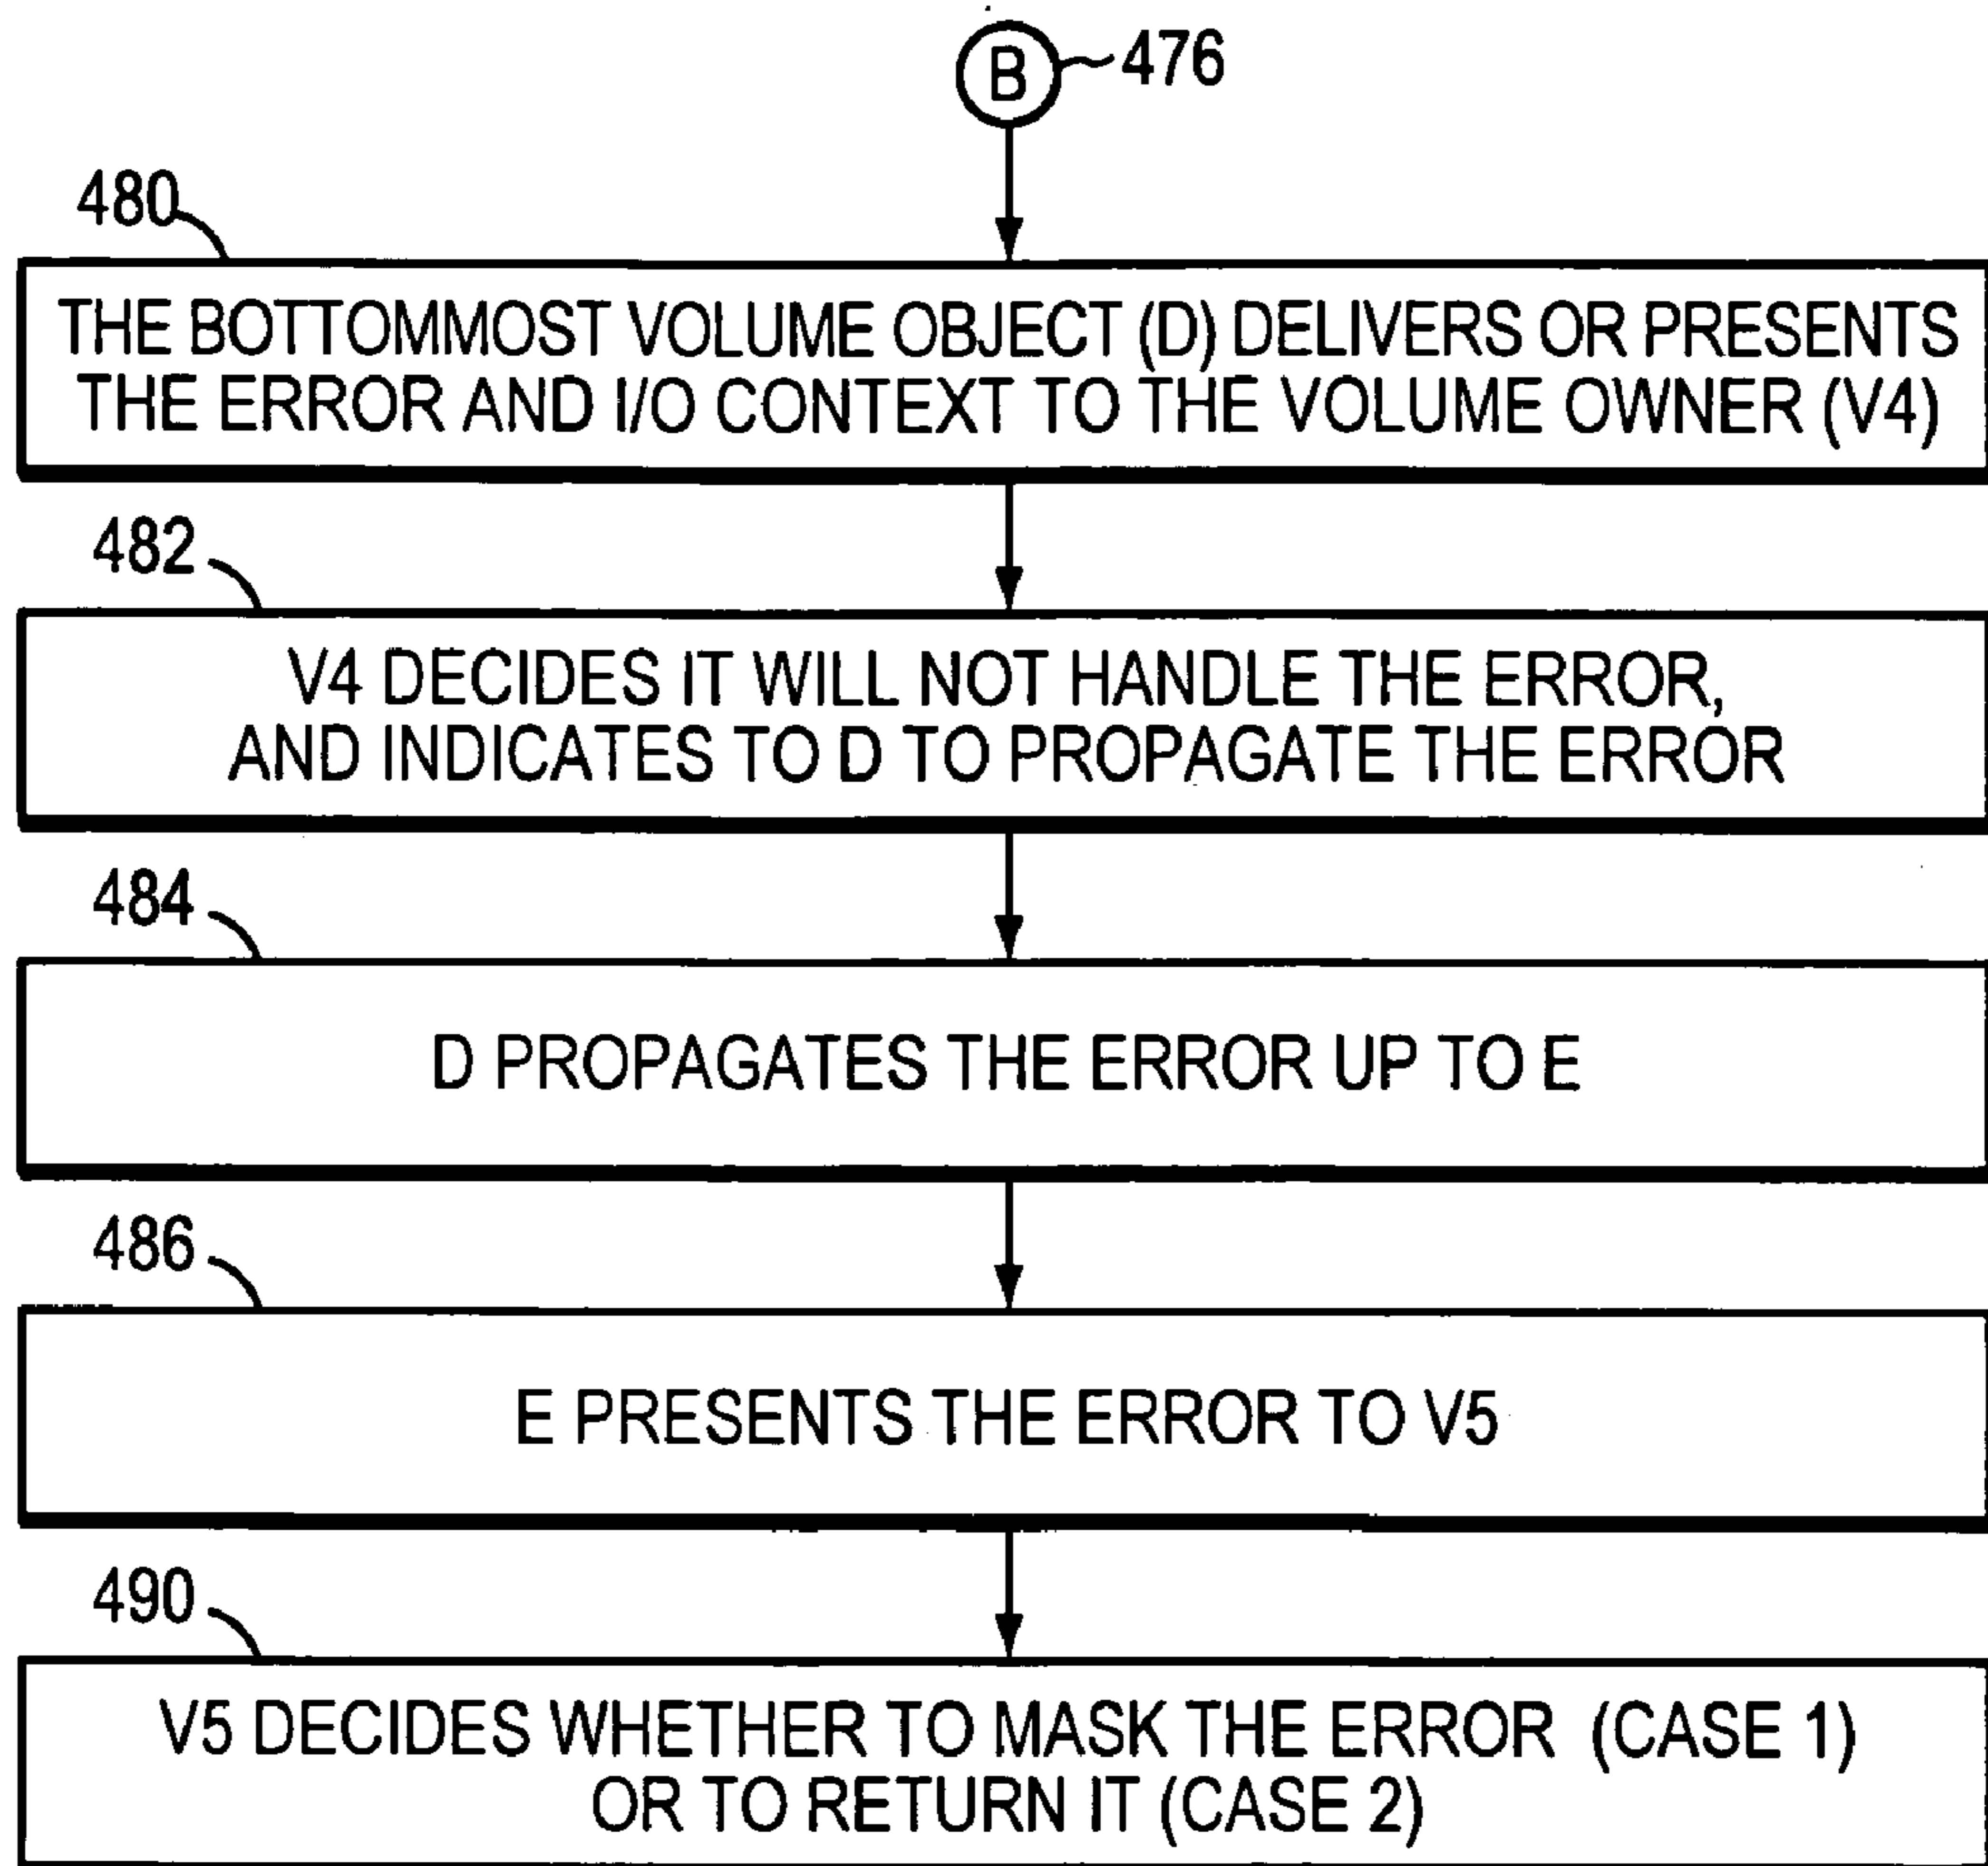 B 476
480
THE BOTTOMMOST VOLUME OBJECT (D) DELIVERS OR PRESENTS
THE ERROR AND I/O CONTEXT TO THE VOLUME OWNER (V4)
482
V4 DECIDES IT WILL NOT HANDLE THE ERROR,
AND INDICATES TO D TO PROPAGATE THE ERROR
484
D PROPAGATES THE ERROR UP TO E
486
E PRESENTS THE ERROR TO V5
490
V5 DECIDES WHETHER TO MASK THE ERROR (CASE 1)
OR TO RETURN IT (CASE 2)